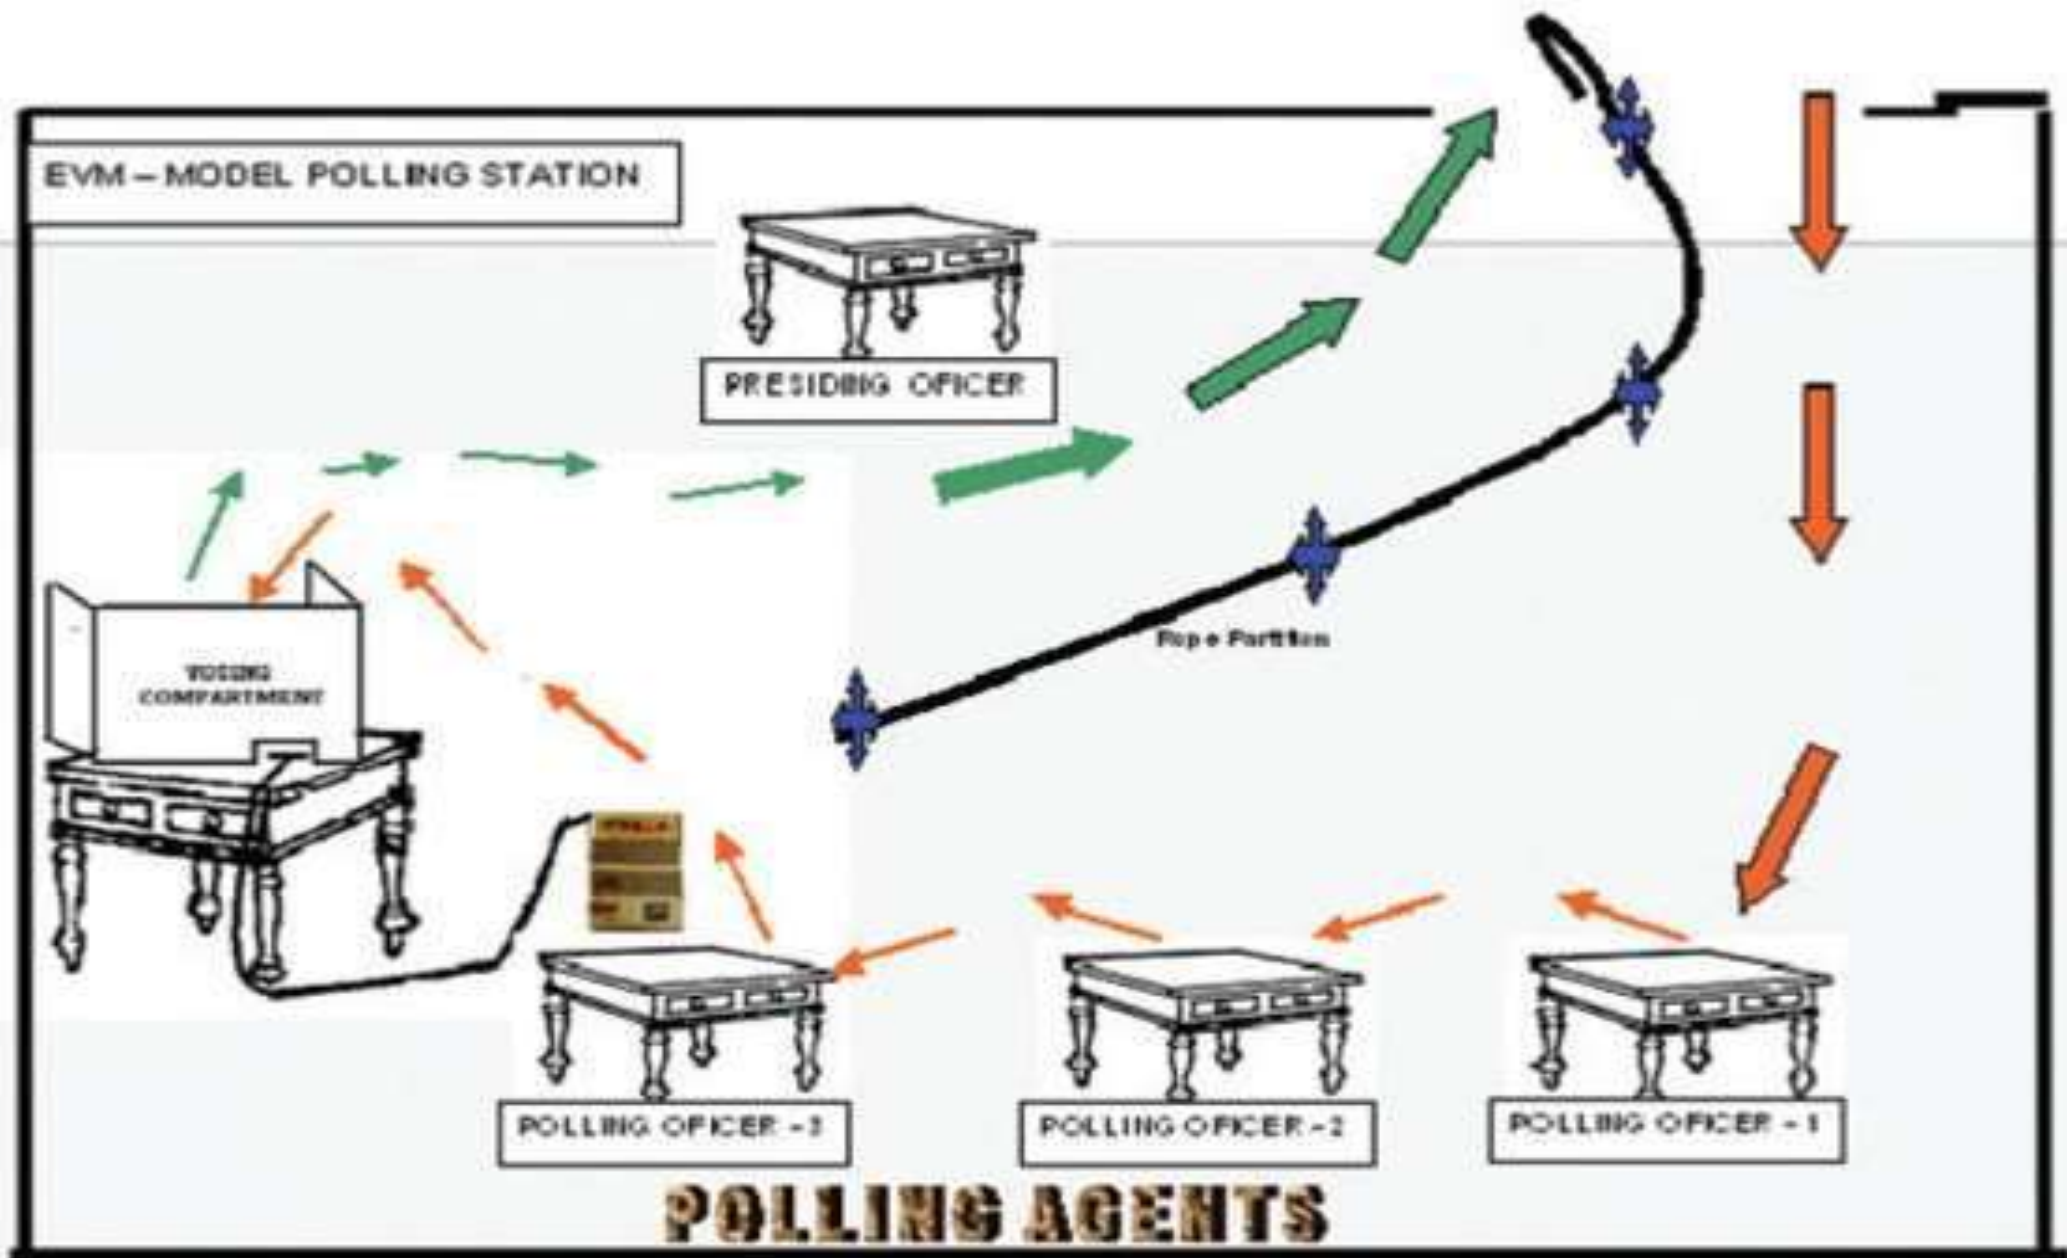 EVM – MODEL POLLING STATION
PRESIDING OFICER
VOTING
COMPARTMENT
Rope Partition
POLLING OFICER -3
POLLING OFICER -2
POLLING OFICER - 1
POLLING AGENTS